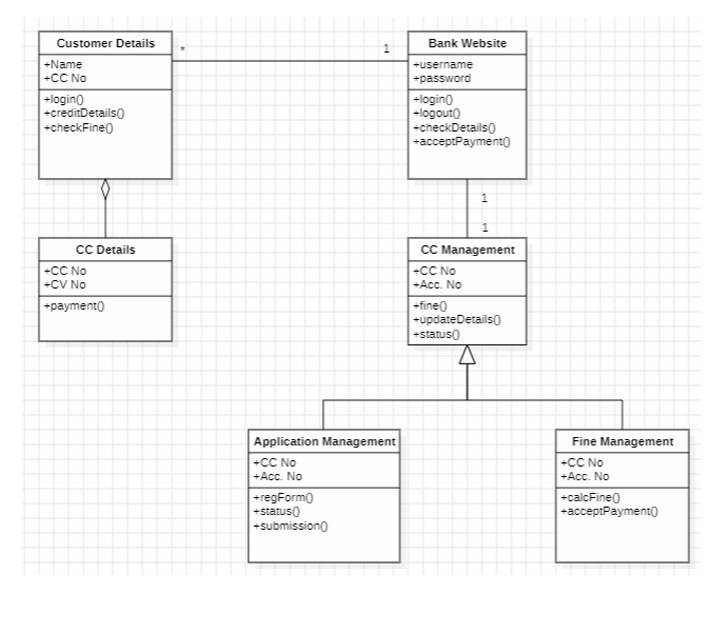 Customer Details
+Name
+CC No
+login()
+creditDetails()
+checkFine()
*
1
Bank Website
+username
+password
+login()
+logout()
+checkDetails()
+acceptPayment()
1
1
CC Details
+CC No
+CV No
+payment()
CC Management
+CC No
+Acc. No
+fine()
+updateDetails()
+status()
Application Management
+CC No
+Acc. No
+regForm()
+status()
+submission()
Fine Management
+CC No
+Acc. No
+calcFine()
+acceptPayment()